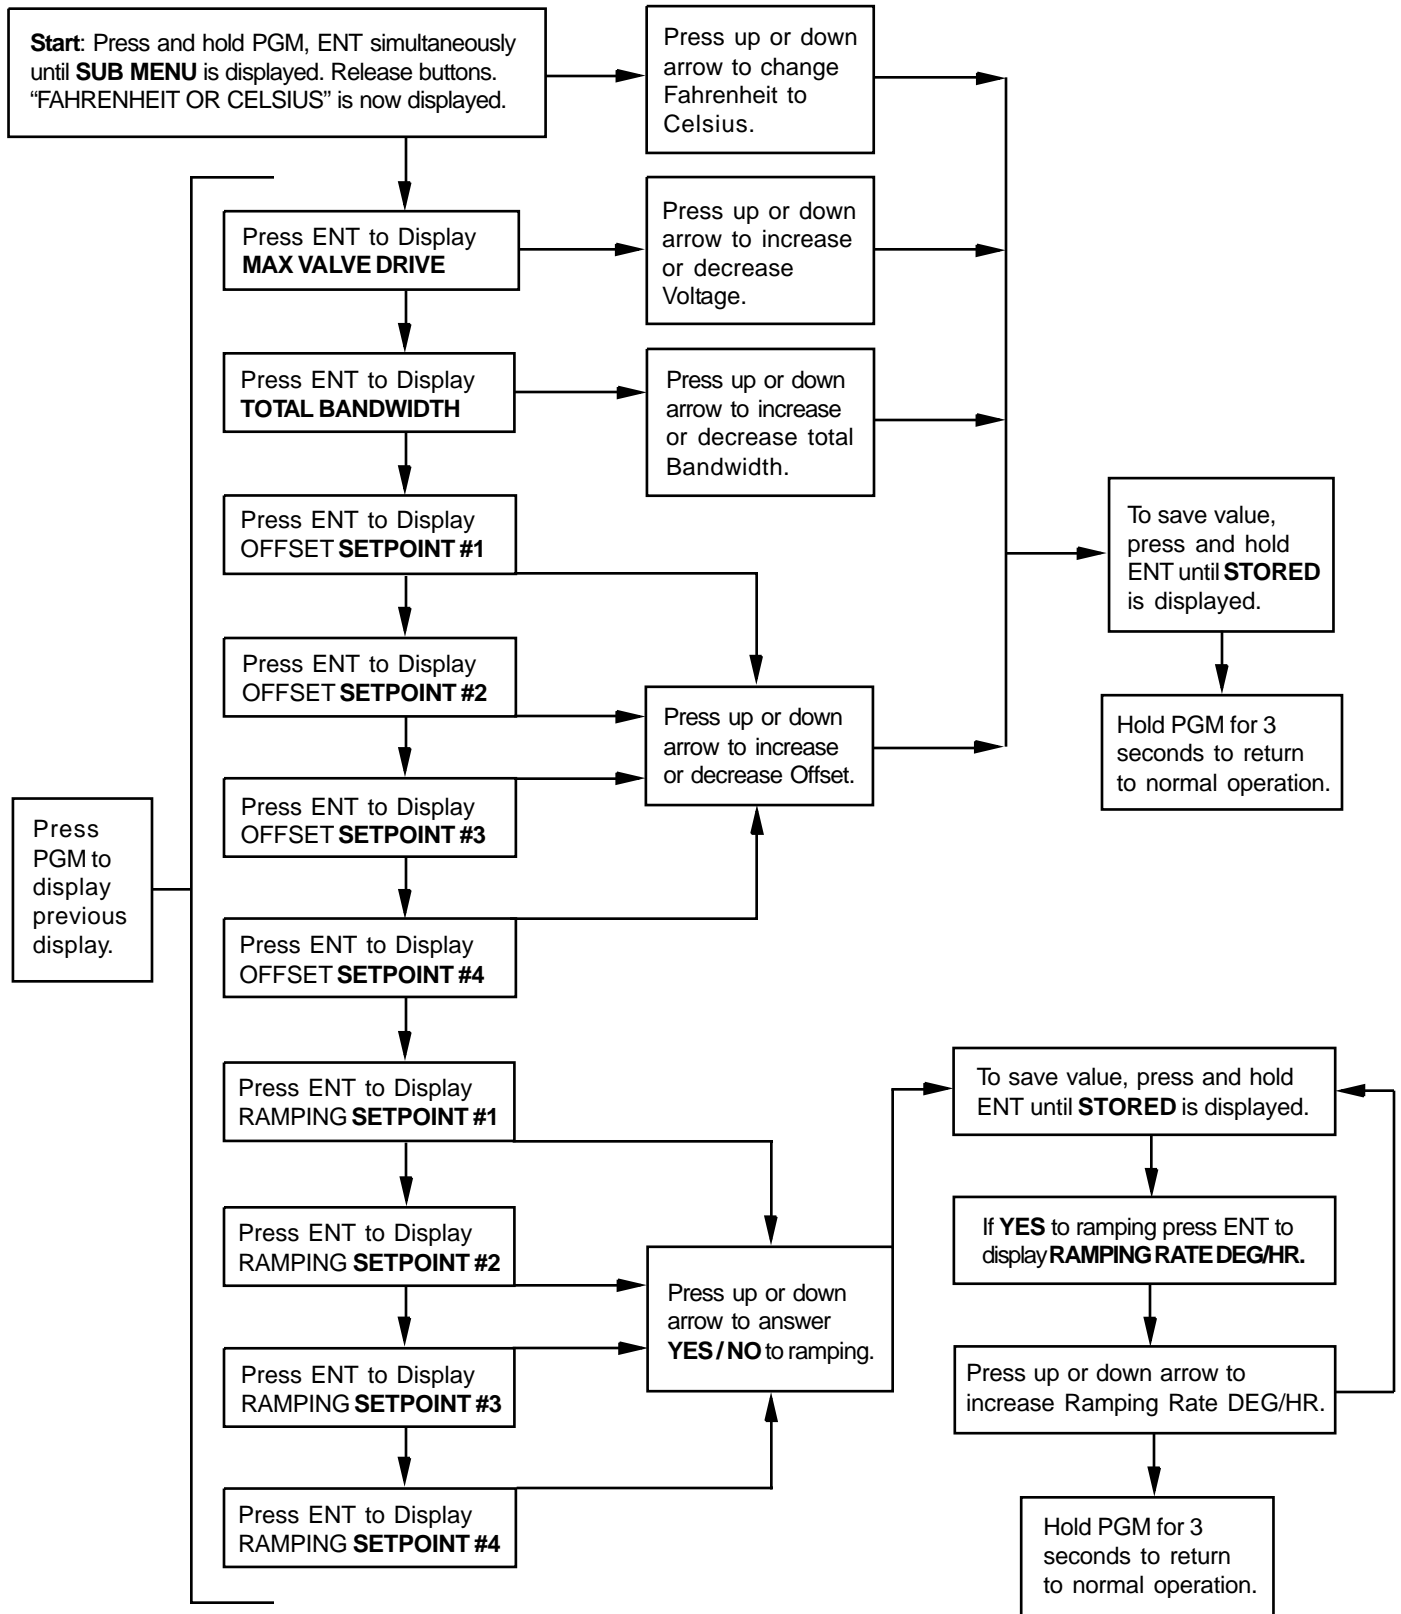 Start: Press and hold PGM, ENT simultaneously
until SUB MENU is displayed. Release buttons.
“FAHRENHEIT OR CELSIUS” is now displayed.
Press up or down
arrow to change
Fahrenheit to
Celsius.
Press ENT to Display
MAX VALVE DRIVE
Press up or down
arrow to increase
or decrease
Voltage.
Press ENT to Display
TOTAL BANDWIDTH
Press up or down
arrow to increase
or decrease total
Bandwidth.
Press ENT to Display
OFFSET SETPOINT #1
Press ENT to Display
OFFSET SETPOINT #2
Press ENT to Display
OFFSET SETPOINT #3
Press ENT to Display
OFFSET SETPOINT #4
Press up or down
arrow to increase
or decrease Offset.
To save value,
press and hold
ENT until STORED
is displayed.
Hold PGM for 3
seconds to return
to normal operation.
Press
PGM to
display
previous
display.
Press ENT to Display
RAMPING SETPOINT #1
Press ENT to Display
RAMPING SETPOINT #2
Press ENT to Display
RAMPING SETPOINT #3
Press ENT to Display
RAMPING SETPOINT #4
Press up or down
arrow to answer
YES / NO to ramping.
To save value, press and hold
ENT until STORED is displayed.
If YES to ramping press ENT to
display RAMPING RATE DEG/HR.
Press up or down arrow to
increase Ramping Rate DEG/HR.
Hold PGM for 3
seconds to return
to normal operation.